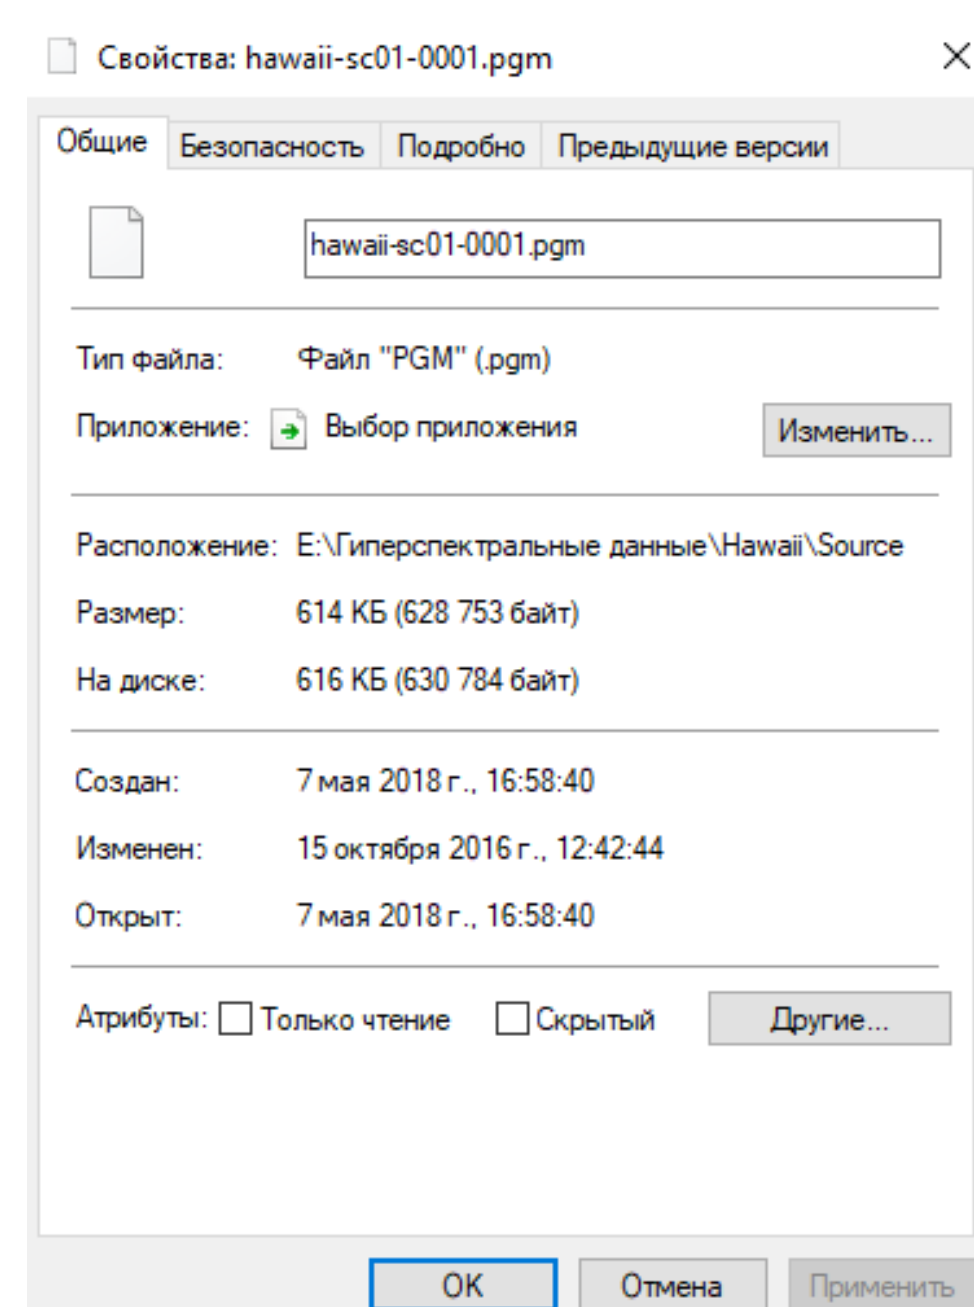 Свойства: hawaii-sc01-0001.pgm
Общие Безопасность Подробно Предыдущие версии
hawaii-sc01-0001.pgm
Тип файла: Файл "PGM" (.pgm)
Приложение: Выбор приложения Изменить...
Расположение: E:\Гиперспектральные данные\Hawaii\Source
Размер: 614 КБ (628 753 байт)
На диске: 616 КБ (630 784 байт)
Создан: 7 мая 2018 г., 16:58:40
Изменен: 15 октября 2016 г., 12:42:44
Открыт: 7 мая 2018 г., 16:58:40
Атрибуты: Только чтение Скрытый Другие...
ОК Отмена Применить